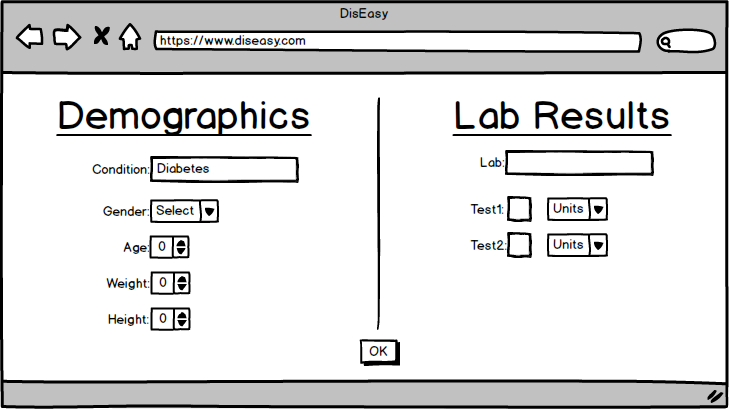 DisEasy
https://www.diseasy.com
Demographics
Condition: Diabetes
Gender: Select
Age: 0
Weight: 0
Height: 0
Lab Results
Lab:
Test1: Units
Test2: Units
OK